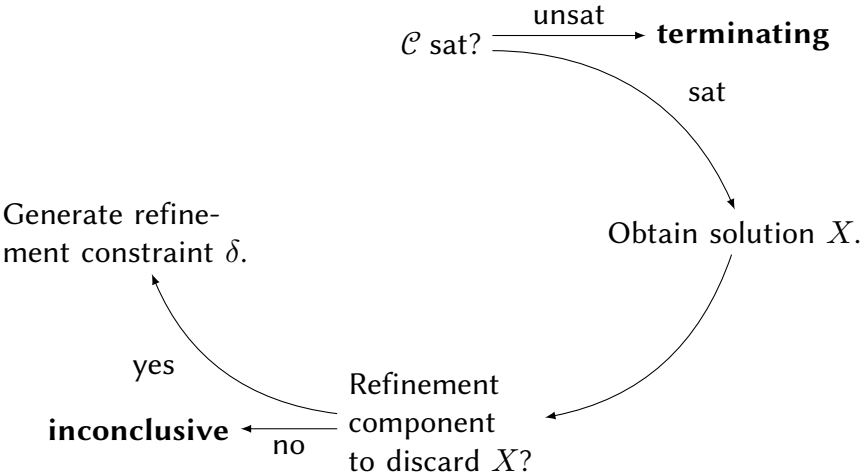 𝒞 sat?
unsat
terminating
sat
Obtain solution X.
Generate refine-
ment constraint δ.
yes
Refinement
component
to discard X?
no
inconclusive